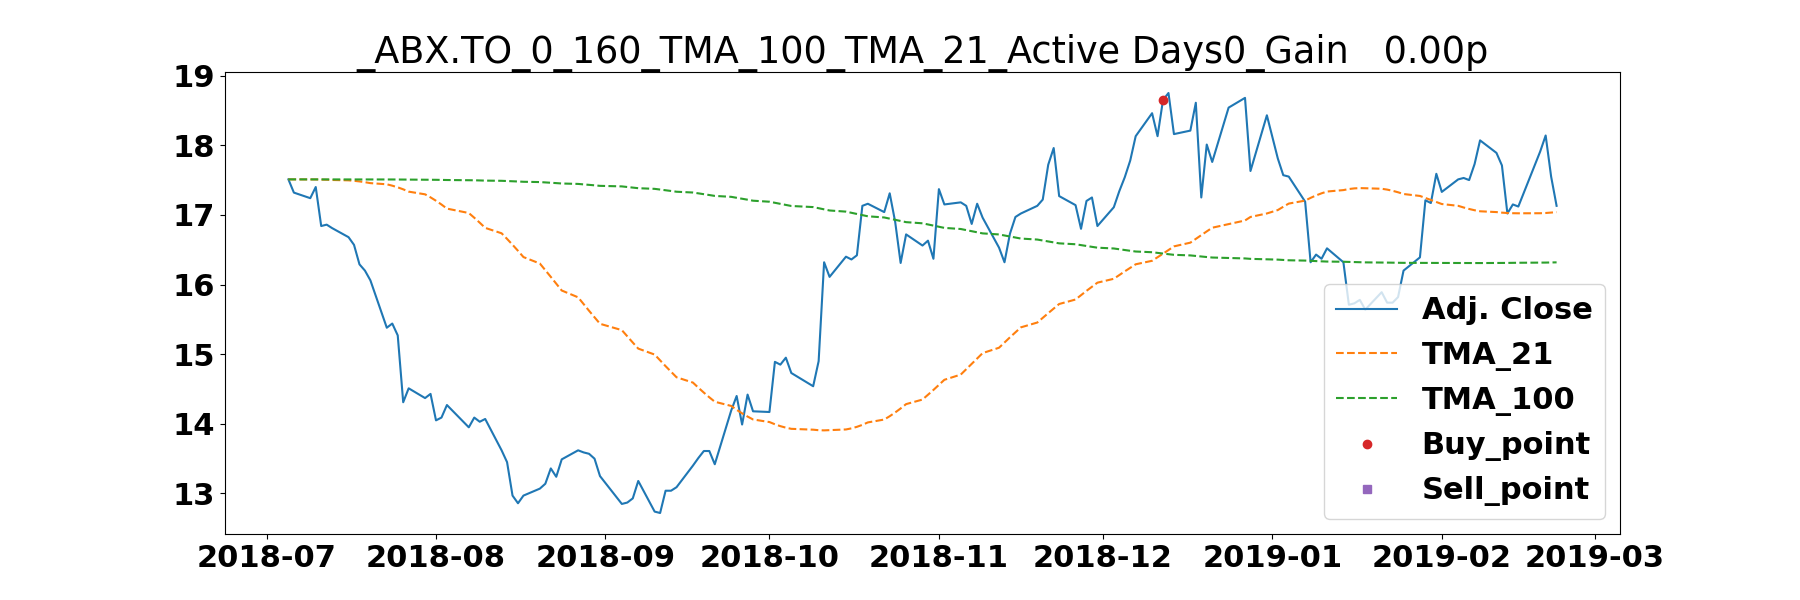 _ABX.TO_0_160_TMA_100_TMA_21_Active Days0_Gain   0.00p
19
18
17
16
15
14
13
Adj. Close
TMA_21
TMA_100
Buy_point
Sell_point
2018-07 2018-08 2018-09 2018-10 2018-11 2018-12 2019-01 2019-02 2019-03